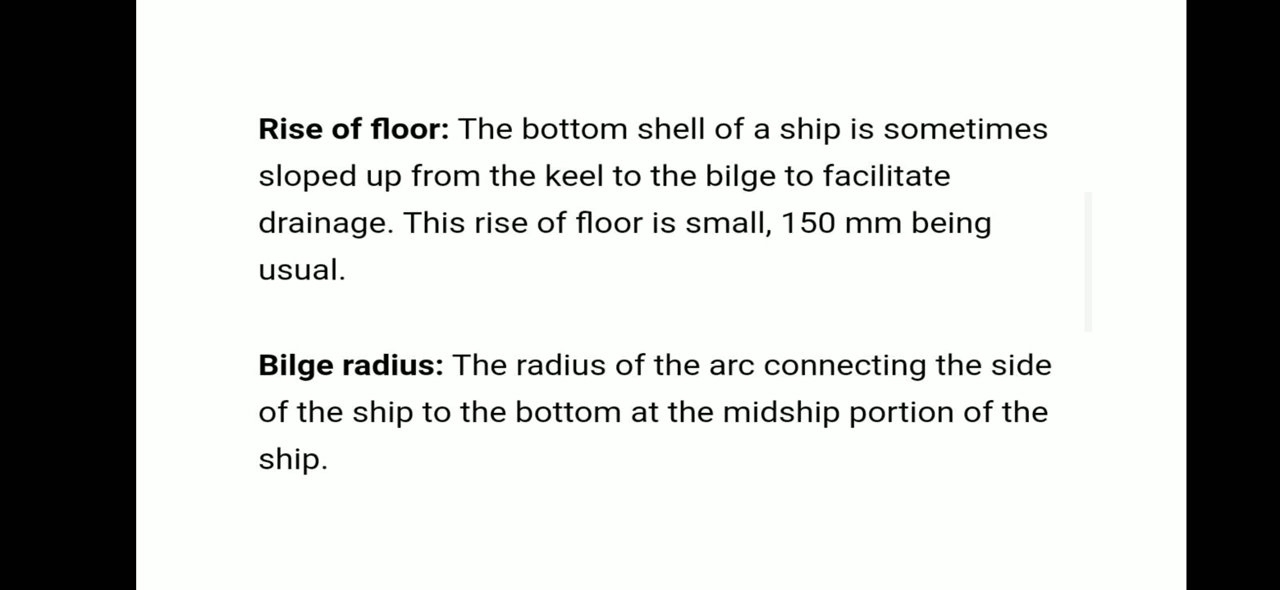 Rise of floor: The bottom shell of a ship is sometimes
sloped up from the keel to the bilge to facilitate
drainage. This rise of floor is small, 150 mm being
usual.
Bilge radius: The radius of the arc connecting the side
of the ship to the bottom at the midship portion of the
ship.